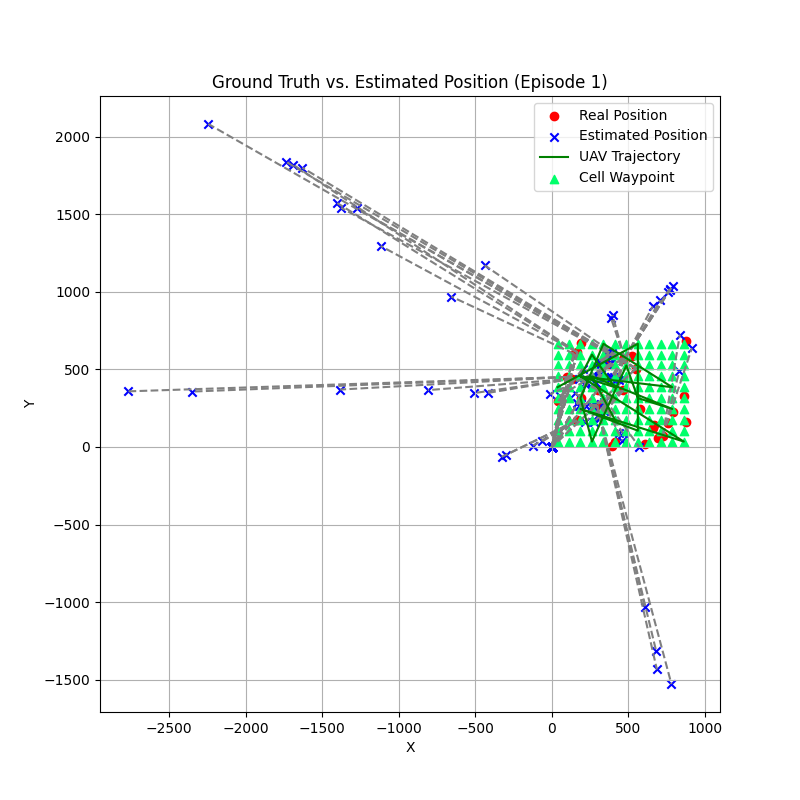 Ground Truth vs. Estimated Position (Episode 1)
Real Position
Estimated Position
UAV Trajectory
Cell Waypoint
Y
2000
1500
1000
500
0
−500
−1000
−1500
−2500
−2000
−1500
−1000
−500
0
500
1000
X